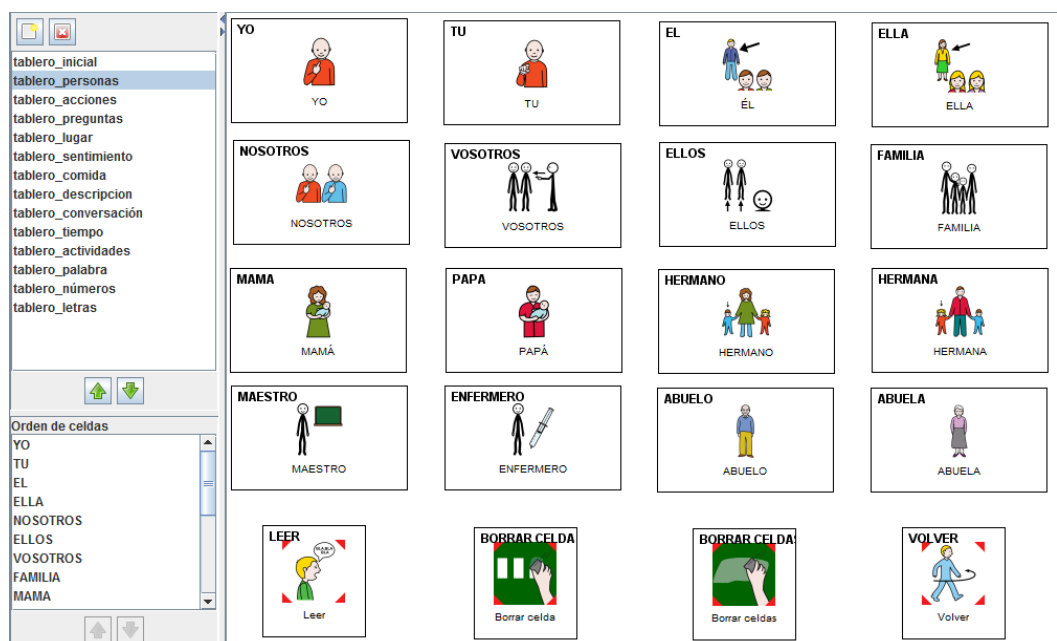 tablero_inicial
tablero_personas
tablero_acciones
tablero_preguntas
tablero_lugar
tablero_sentimiento
tablero_comida
tablero_descripcion
tablero_conversación
tablero_tiempo
tablero_actividades
tablero_palabra
tablero_números
tablero_letras
Orden de celdas
YO
TU
EL
ELLA
NOSOTROS
ELLOS
VOSOTROS
FAMILIA
MAMA
YO
YO
TU
TU
EL
ÉL
ELLA
ELLA
NOSOTROS
NOSOTROS
VOSOTROS
VOSOTROS
ELLOS
ELLOS
FAMILIA
FAMILIA
MAMA
MAMÁ
PAPA
PAPÁ
HERMANO
HERMANO
HERMANA
HERMANA
MAESTRO
MAESTRO
ENFERMERO
ENFERMERO
ABUELO
ABUELO
ABUELA
ABUELA
LEER
Leer
BORRAR CELDA
Borrar celda
BORRAR CELDAS
Borrar celdas
VOLVER
Volver